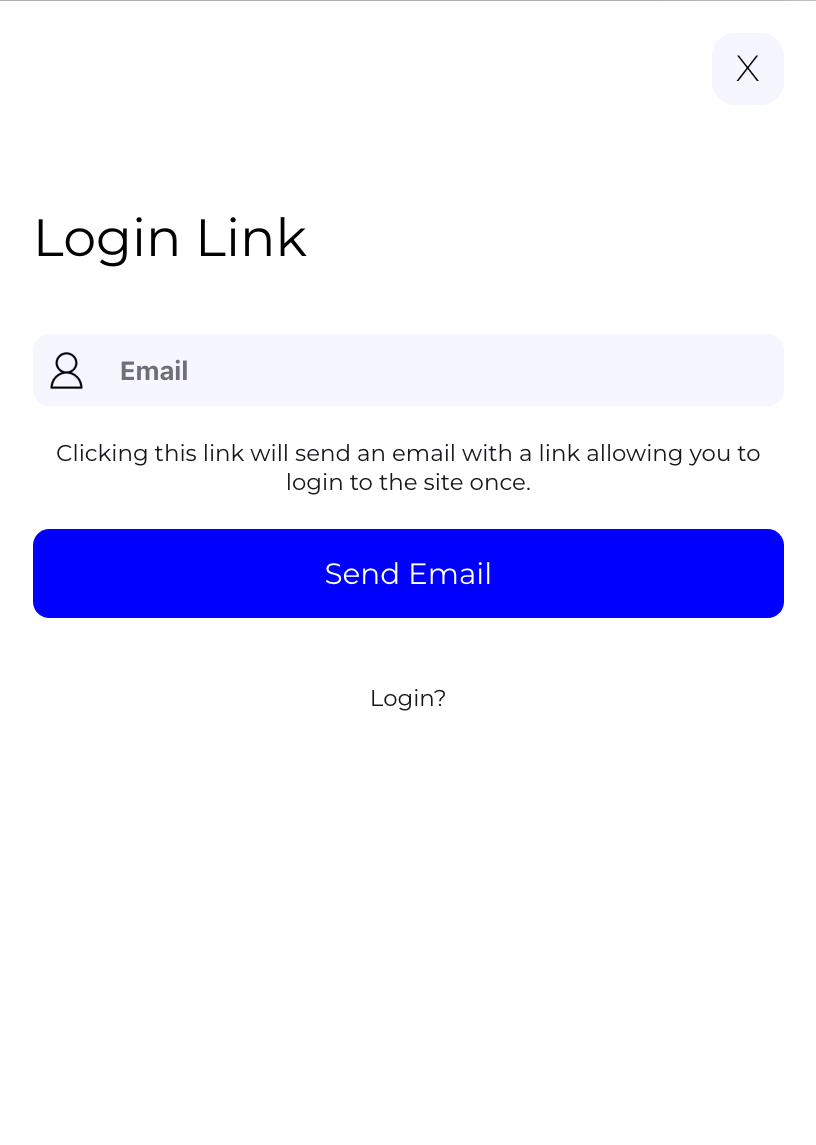 X
Login Link
Email
Clicking this link will send an email with a link allowing you to
login to the site once.
Send Email
Login?